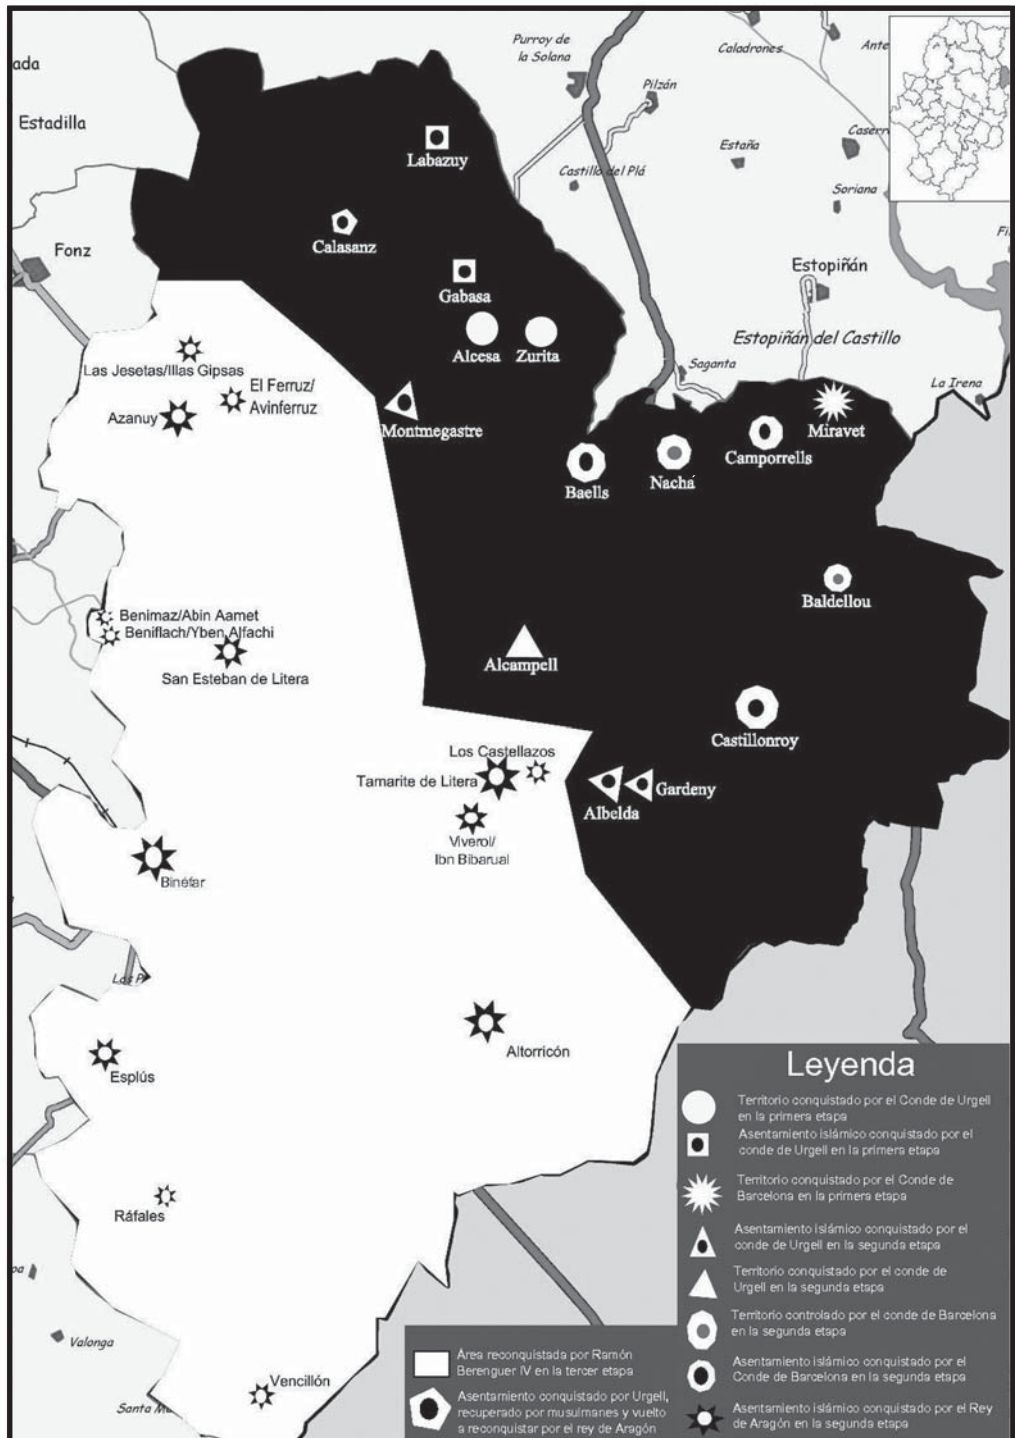 Purroy de
la Solana
Caladrones
Ante
ada
Pilzán
Estadilla
Estaña
Caserr
Labazuy
Castillo del Plá
Soriana
Calasanz
Fonz
Estopiñán
Gabasa
Alcesa
Zurita
Estopiñán del Castillo
Las Jesetas/Illas Gipsas
Saganta
La Irena
El Ferruz/
Avinferruz
Azanuy
Montmegastre
Miravet
Camporrells
Baells
Nachá
Baldellou
Benimaz/Abin Aamet
Beniflach/Yben Alfachi
Alcampell
San Esteban de Litera
Castillonroy
Los Castellazos
Tamarite de Litera
Gardeny
Albelda
Viverol/
Ibn Bibarual
Binéfar
Altorricón
Esplús
Ráfales
Valonga
Vencillón
Santa
Leyenda
Territorio conquistado por el Conde de Urgell
en la primera etapa
Asentamiento islámico conquistado por el
conde de Urgell en la primera etapa
Territorio conquistado por el Conde de
Barcelona en la primera etapa
Asentamiento islámico conquistado por el
conde de Urgell en la segunda etapa
Territorio conquistado por el conde de
Urgell en la segunda etapa
Territorio controlado por el conde de Barcelona
en la segunda etapa
Asentamiento islámico conquistado por el
Conde de Barcelona en la segunda etapa
Asentamiento islámico conquistado por el Rey
de Aragón en la segunda etapa
Área reconquistada por Ramón
Berenguer IV en la tercer etapa
Asentamiento conquistado por Urgell,
recuperado por musulmanes y vuelto
a reconquistar por el rey de Aragón